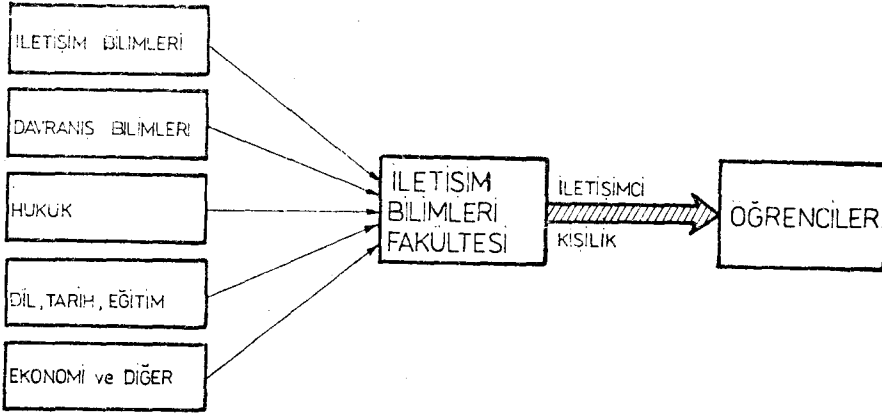 İLETİŞİM BİLİMLERİ
DAVRANIŞ BİLİMLERİ
HUKUK
DİL, TARİH, EĞİTİM
EKONOMİ ve DİĞER
İLETİŞİM
BİLİMLERİ
FAKÜLTESİ
İLETİŞİMCİ
KİŞİLİK
ÖĞRENCİLER